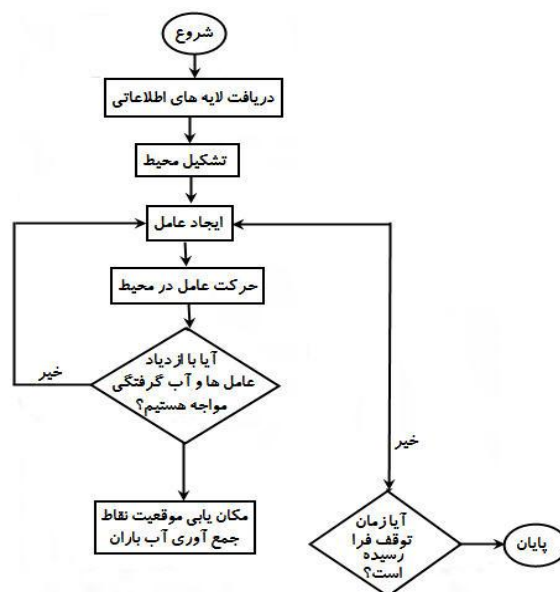 شروع
دریافت لایه های اطلاعاتی
تشکیل محیط
ایجاد عامل
حرکت عامل در محیط
آیا با ازدیاد
عامل ها و آب گرفتگی
مواجه هستیم؟
خیر
مکان یابی موقعیت نقاط
جمع آوری آب باران
خیر
آیا زمان
توقف فرا
رسیده
است؟
پایان